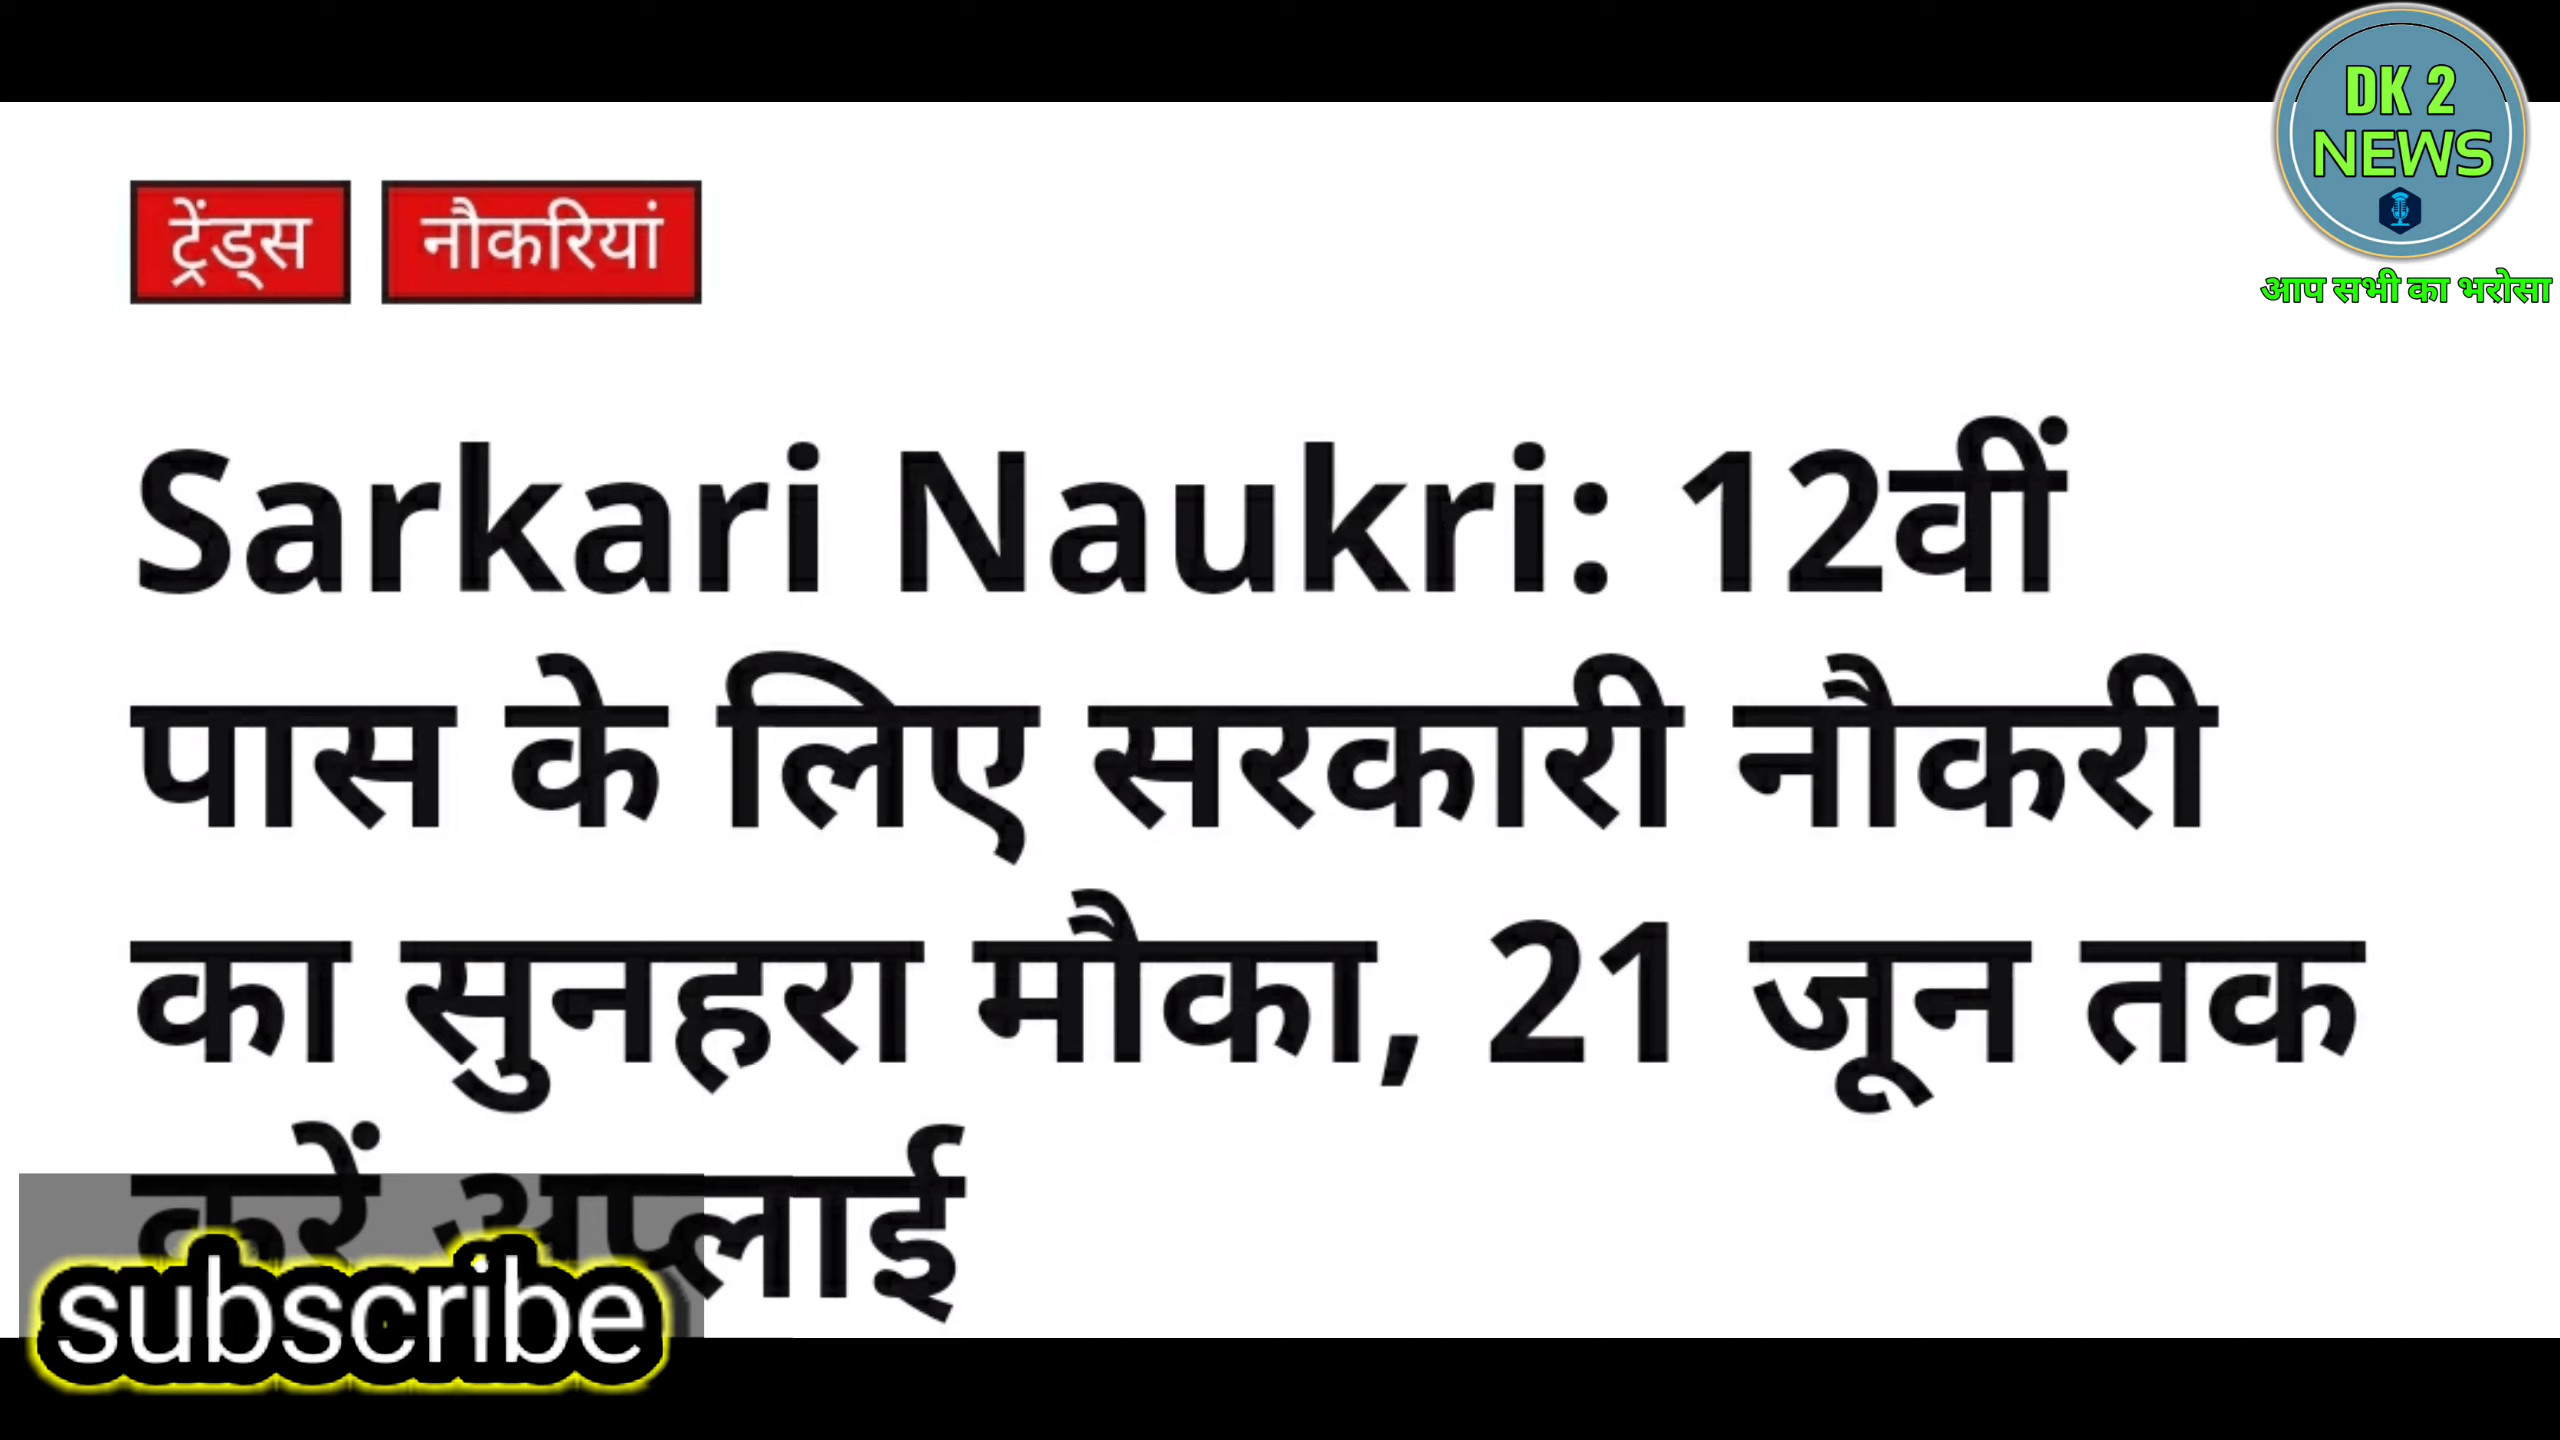 DK 2
NEWS
आप सभी का भरोसा
ट्रेंड्स नौकरियां
Sarkari Naukri: 12वीं
पास के लिए सरकारी नौकरी
का सुनहरा मौका, 21 जून तक
करें अप्लाई
subscribe